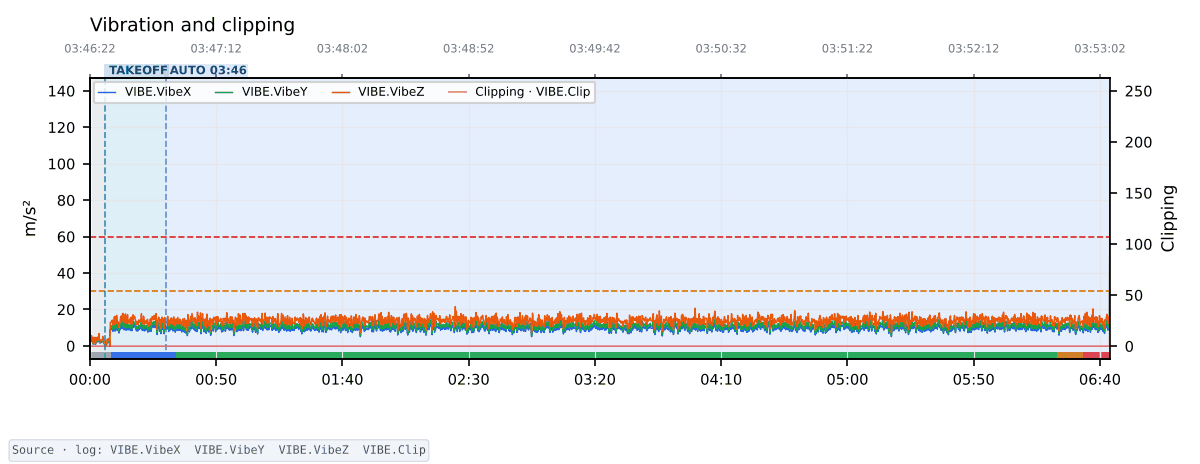 Vibration and clipping
03:46:22 03:47:12 03:48:02 03:48:52 03:49:42 03:50:32 03:51:22 03:52:12 03:53:02
TAKEOFF AUTO 03:46
VIBE.VibeX VIBE.VibeY VIBE.VibeZ Clipping · VIBE.Clip
140 250
120 200
100
80 150
60 100
40 50
20
0 0
m/s²
Clipping
00:00 00:50 01:40 02:30 03:20 04:10 05:00 05:50 06:40
Source · log: VIBE.VibeX VIBE.VibeY VIBE.VibeZ VIBE.Clip